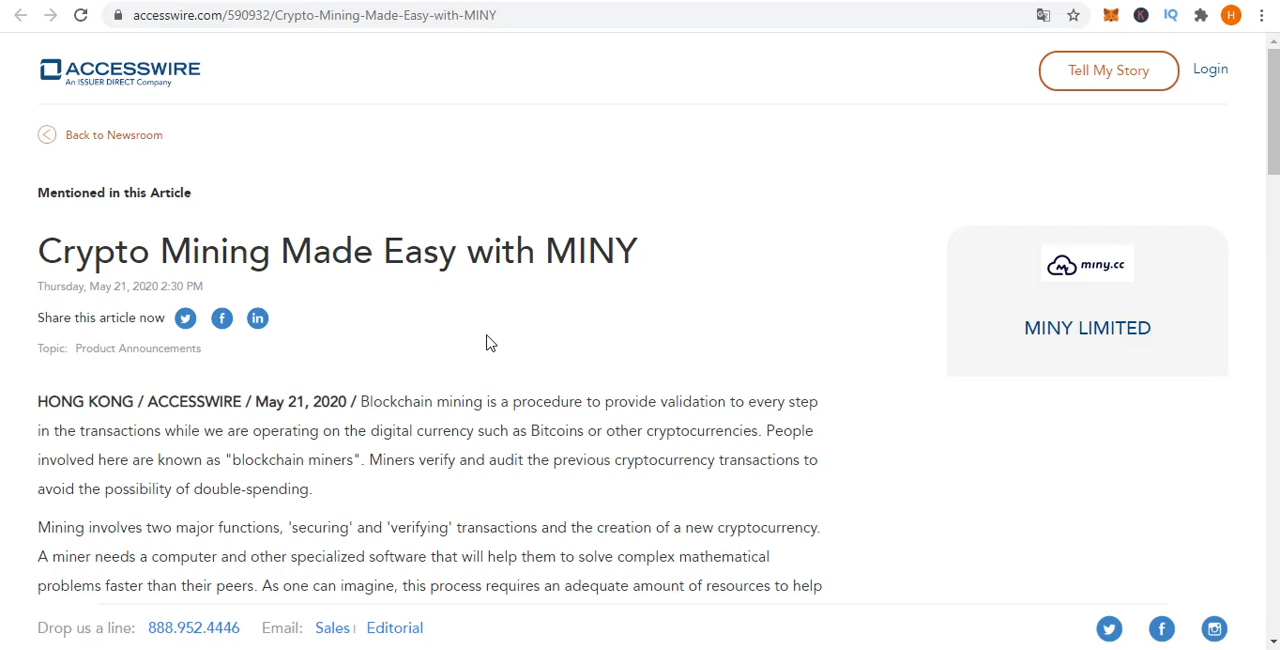 accesswire.com/590932/Crypto-Mining-Made-Easy-with-MINY
IQ
K
H
ACCESSWIRE
An ISSUER DIRECT Company
Tell My Story
Login
Back to Newsroom
Mentioned in this Article
Crypto Mining Made Easy with MINY
Thursday, May 21, 2020 2:30 PM
Share this article now
Topic: Product Announcements
miny.cc
MINY LIMITED
HONG KONG / ACCESSWIRE / May 21, 2020 / Blockchain mining is a procedure to provide validation to every step
in the transactions while we are operating on the digital currency such as Bitcoins or other cryptocurrencies. People
involved here are known as "blockchain miners". Miners verify and audit the previous cryptocurrency transactions to
avoid the possibility of double-spending.
Mining involves two major functions, 'securing' and 'verifying' transactions and the creation of a new cryptocurrency.
A miner needs a computer and other specialized software that will help them to solve complex mathematical
problems faster than their peers. As one can imagine, this process requires an adequate amount of resources to help
Drop us a line: 888.952.4446 Email: Sales | Editorial